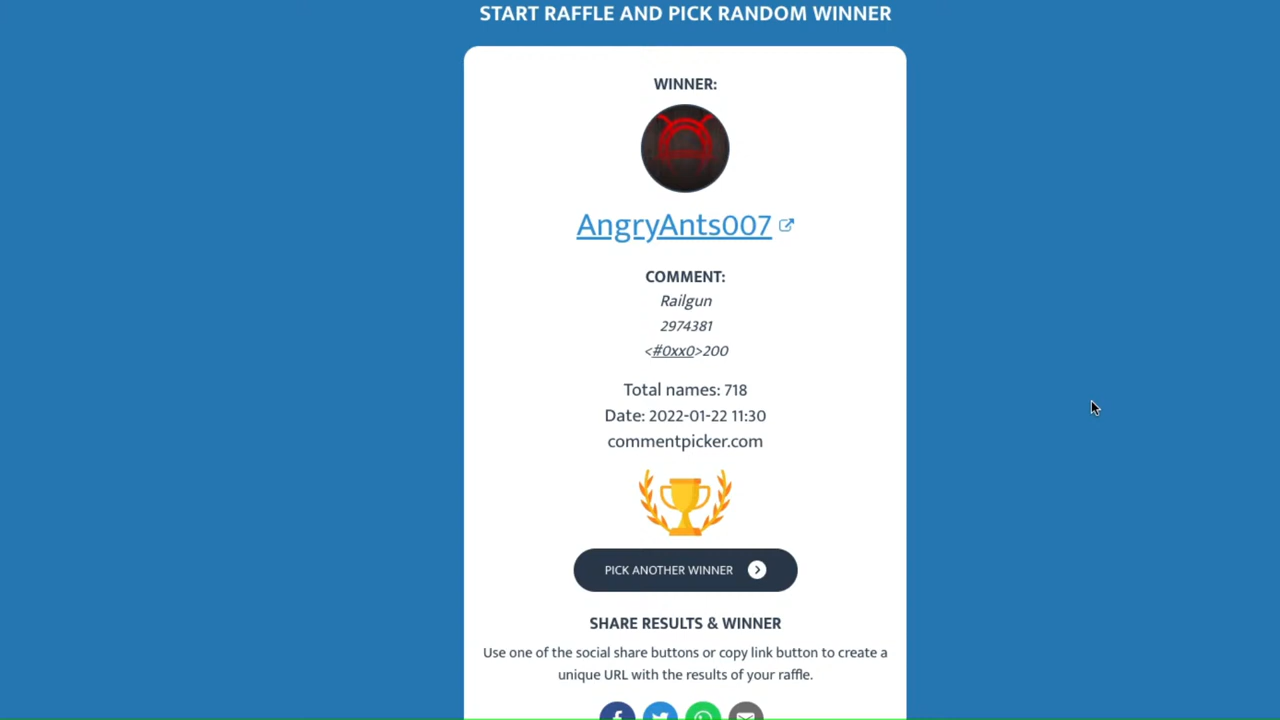 START RAFFLE AND PICK RANDOM WINNER
WINNER:
AngryAnts007
COMMENT:
Railgun
2974381
<#0xx0>200
Total names: 718
Date: 2022-01-22 11:30
commentpicker.com
PICK ANOTHER WINNER
SHARE RESULTS & WINNER
Use one of the social share buttons or copy link button to create a
unique URL with the results of your raffle.